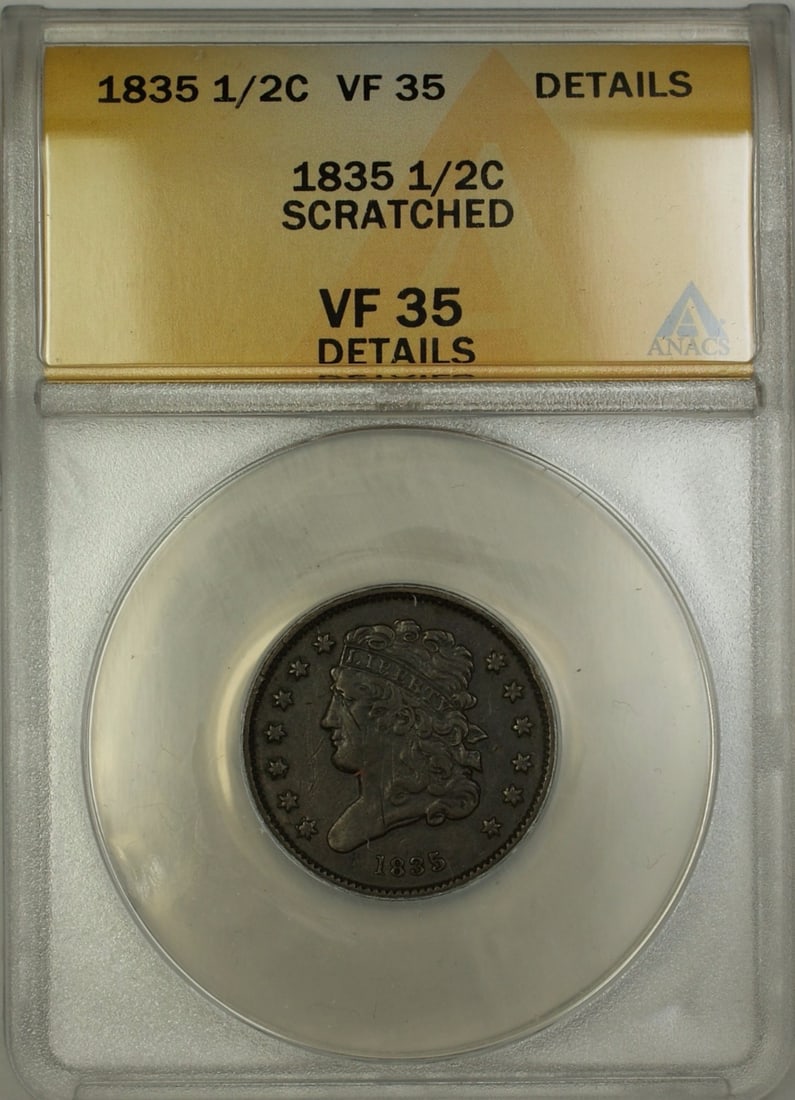 1835 1/2C VF 35 DETAILS
1835 1/2C
SCRATCHED
VF 35
DETAILS
ANACS
LIBERTY
1835